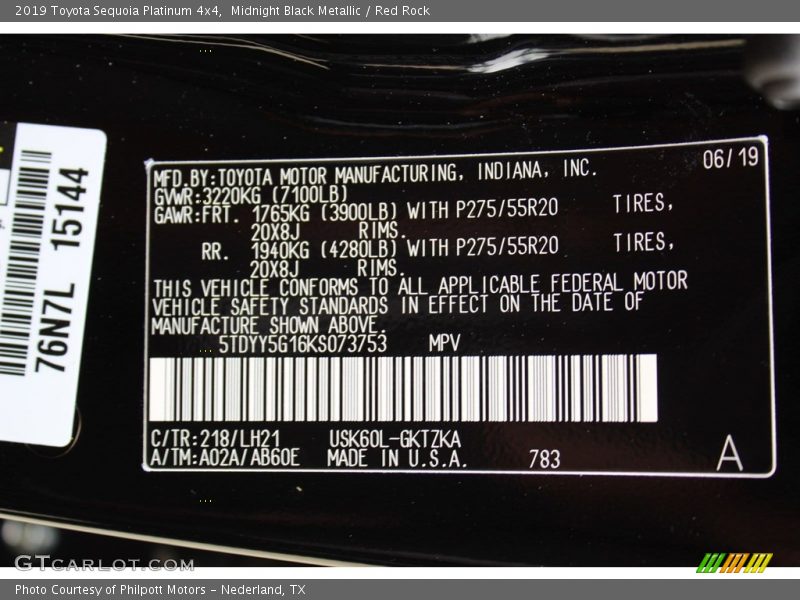 2019 Toyota Sequoia Platinum 4x4, Midnight Black Metallic / Red Rock
06/19
MFD.BY:TOYOTA MOTOR MANUFACTURING, INDIANA, INC.
GVWR:3220KG (7100LB)
GAWR:FRT. 1765KG (3900LB) WITH P275/55R20 TIRES,
20X8J RIMS.
RR. 1940KG (4280LB) WITH P275/55R20 TIRES,
20X8J RIMS.
THIS VEHICLE CONFORMS TO ALL APPLICABLE FEDERAL MOTOR
VEHICLE SAFETY STANDARDS IN EFFECT ON THE DATE OF
MANUFACTURE SHOWN ABOVE.
5TDYY5G16KS073753 MPV
C/TR:218/LH21 USK60L-GKTZKA
A/TM:A02A/AB60E MADE IN U.S.A. 783 A
76N7L 15144
GTCARLOT.COM
Photo Courtesy of Philpott Motors - Nederland, TX